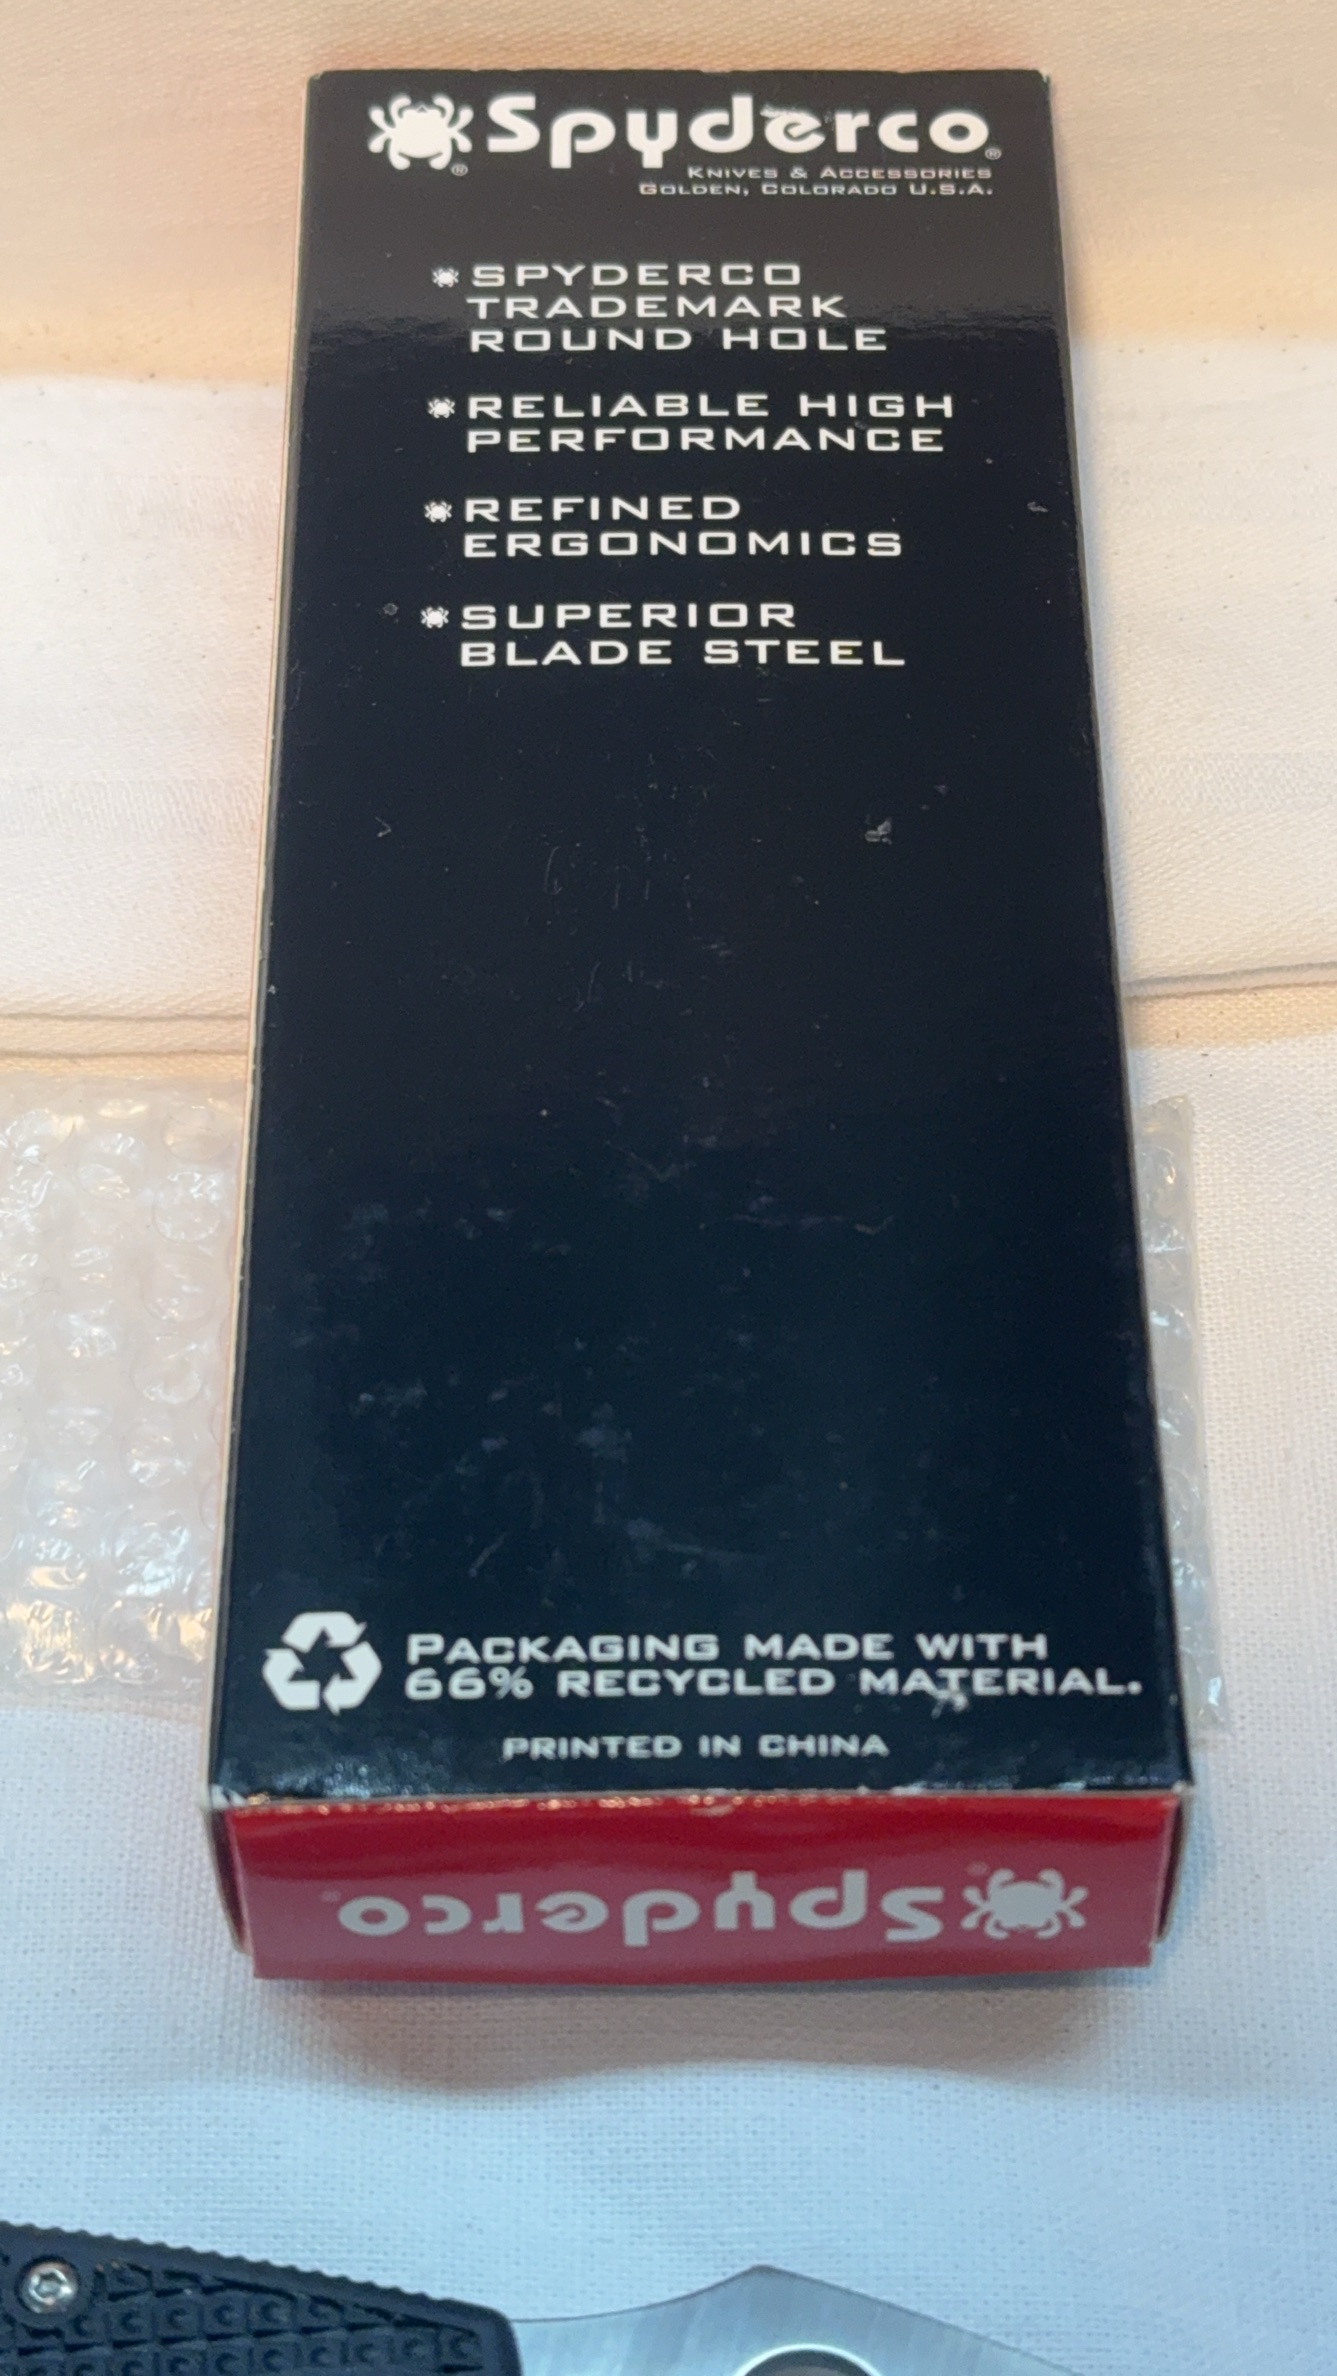 Spyderco®
KNIVES & ACCESSORIES
GOLDEN, COLORADO U.S.A.
SPYDERCO
TRADEMARK
ROUND HOLE
RELIABLE HIGH
PERFORMANCE
REFINED
ERGONOMICS
SUPERIOR
BLADE STEEL
PACKAGING MADE WITH
66% RECYCLED MATERIAL.
PRINTED IN CHINA
Spyderco®